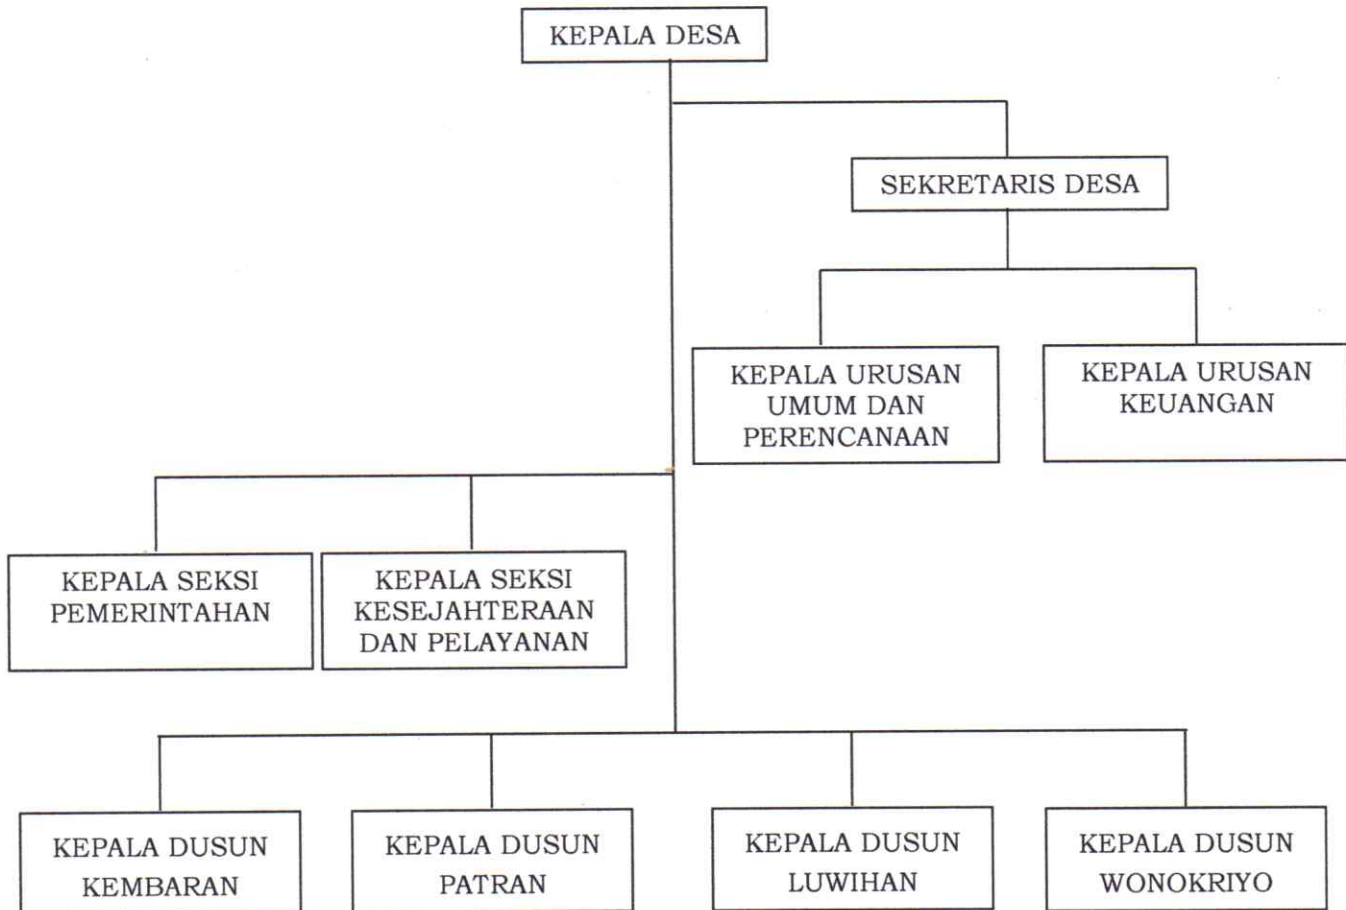 KEPALA DESA
SEKRETARIS DESA
KEPALA URUSAN
UMUM DAN
PERENCANAAN
KEPALA URUSAN
KEUANGAN
KEPALA SEKSI
PEMERINTAHAN
KEPALA SEKSI
KESEJAHTERAAN
DAN PELAYANAN
KEPALA DUSUN
KEMBARAN
KEPALA DUSUN
PATRAN
KEPALA DUSUN
LUWIHAN
KEPALA DUSUN
WONOKRIYO